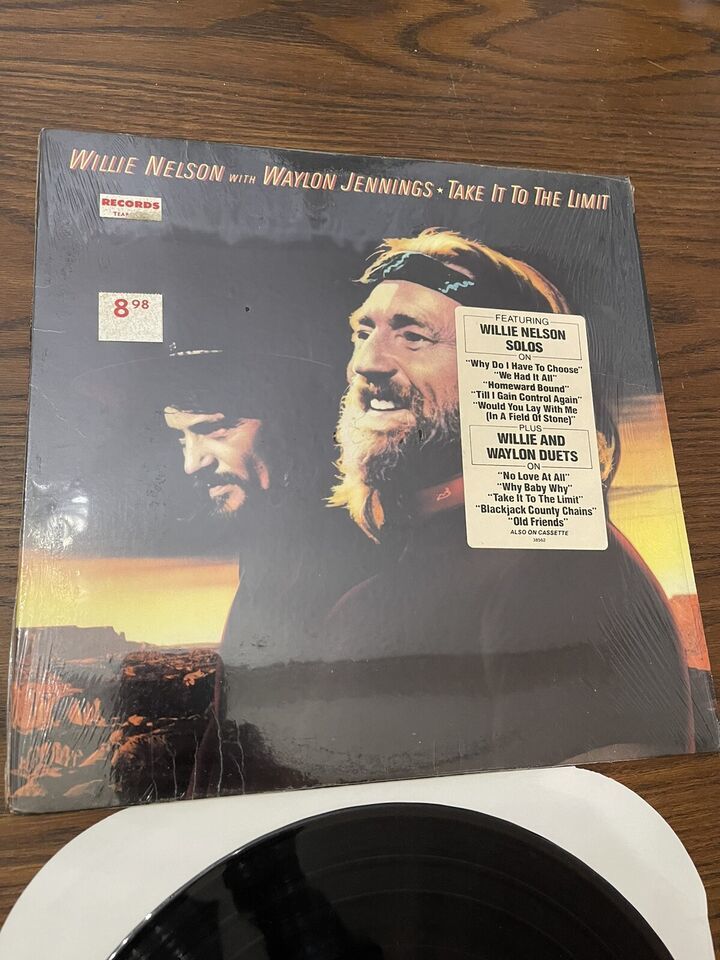 WILLIE NELSON WITH WAYLON JENNINGS ★ TAKE IT TO THE LIMIT
RECORDS
8 98
FEATURING
WILLIE NELSON
SOLOS
ON
"Why Do I Have To Choose"
"We Had It All"
"Homeward Bound"
"Till I Gain Control Again"
"Would You Lay With Me
(In A Field Of Stone)"
PLUS
WILLIE AND
WAYLON DUETS
ON
"No Love At All"
"Why Baby Why"
"Take It To The Limit"
"Blackjack County Chains"
"Old Friends"
ALSO ON CASSETTE
38562